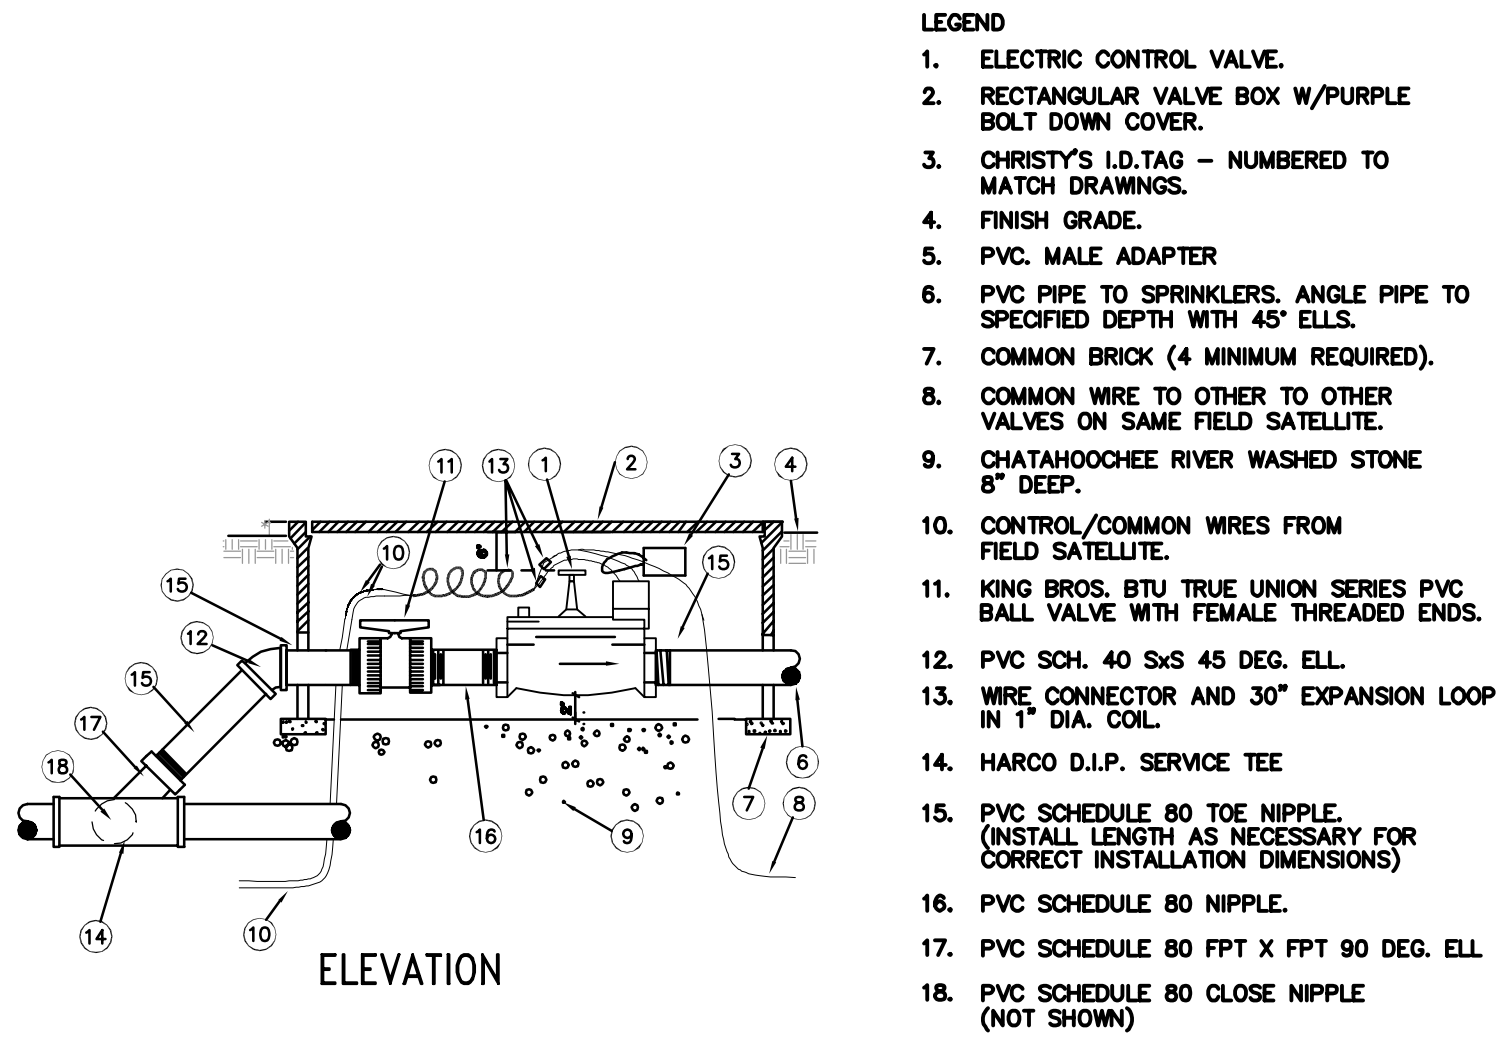 LEGEND
1. ELECTRIC CONTROL VALVE.
2. RECTANGULAR VALVE BOX W/PURPLE
BOLT DOWN COVER.
3. CHRISTY'S I.D.TAG – NUMBERED TO
MATCH DRAWINGS.
4. FINISH GRADE.
5. PVC. MALE ADAPTER
6. PVC PIPE TO SPRINKLERS. ANGLE PIPE TO
SPECIFIED DEPTH WITH 45° ELLS.
7. COMMON BRICK (4 MINIMUM REQUIRED).
8. COMMON WIRE TO OTHER TO OTHER
VALVES ON SAME FIELD SATELLITE.
9. CHATAHOOCHEE RIVER WASHED STONE
8" DEEP.
10. CONTROL/COMMON WIRES FROM
FIELD SATELLITE.
11. KING BROS. BTU TRUE UNION SERIES PVC
BALL VALVE WITH FEMALE THREADED ENDS.
12. PVC SCH. 40 SxS 45 DEG. ELL.
13. WIRE CONNECTOR AND 30" EXPANSION LOOP
IN 1" DIA. COIL.
14. HARCO D.I.P. SERVICE TEE
15. PVC SCHEDULE 80 TOE NIPPLE.
(INSTALL LENGTH AS NECESSARY FOR
CORRECT INSTALLATION DIMENSIONS)
16. PVC SCHEDULE 80 NIPPLE.
17. PVC SCHEDULE 80 FPT X FPT 90 DEG. ELL
18. PVC SCHEDULE 80 CLOSE NIPPLE
(NOT SHOWN)
11 13 1 2 3 4
10 15
15
12
15
17
18 6
7 8
16 9
14 10
ELEVATION